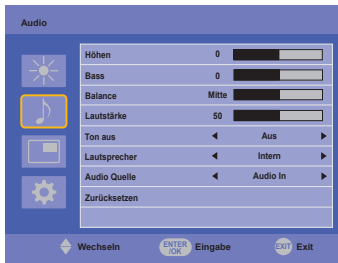 Audio
Höhen 0
Bass 0
Balance Mitte
Lautstärke 50
Ton aus Aus
Lautsprecher Intern
Audio Quelle Audio In
Zurücksetzen
Wechseln ENTER /OK Eingabe EXIT Exit